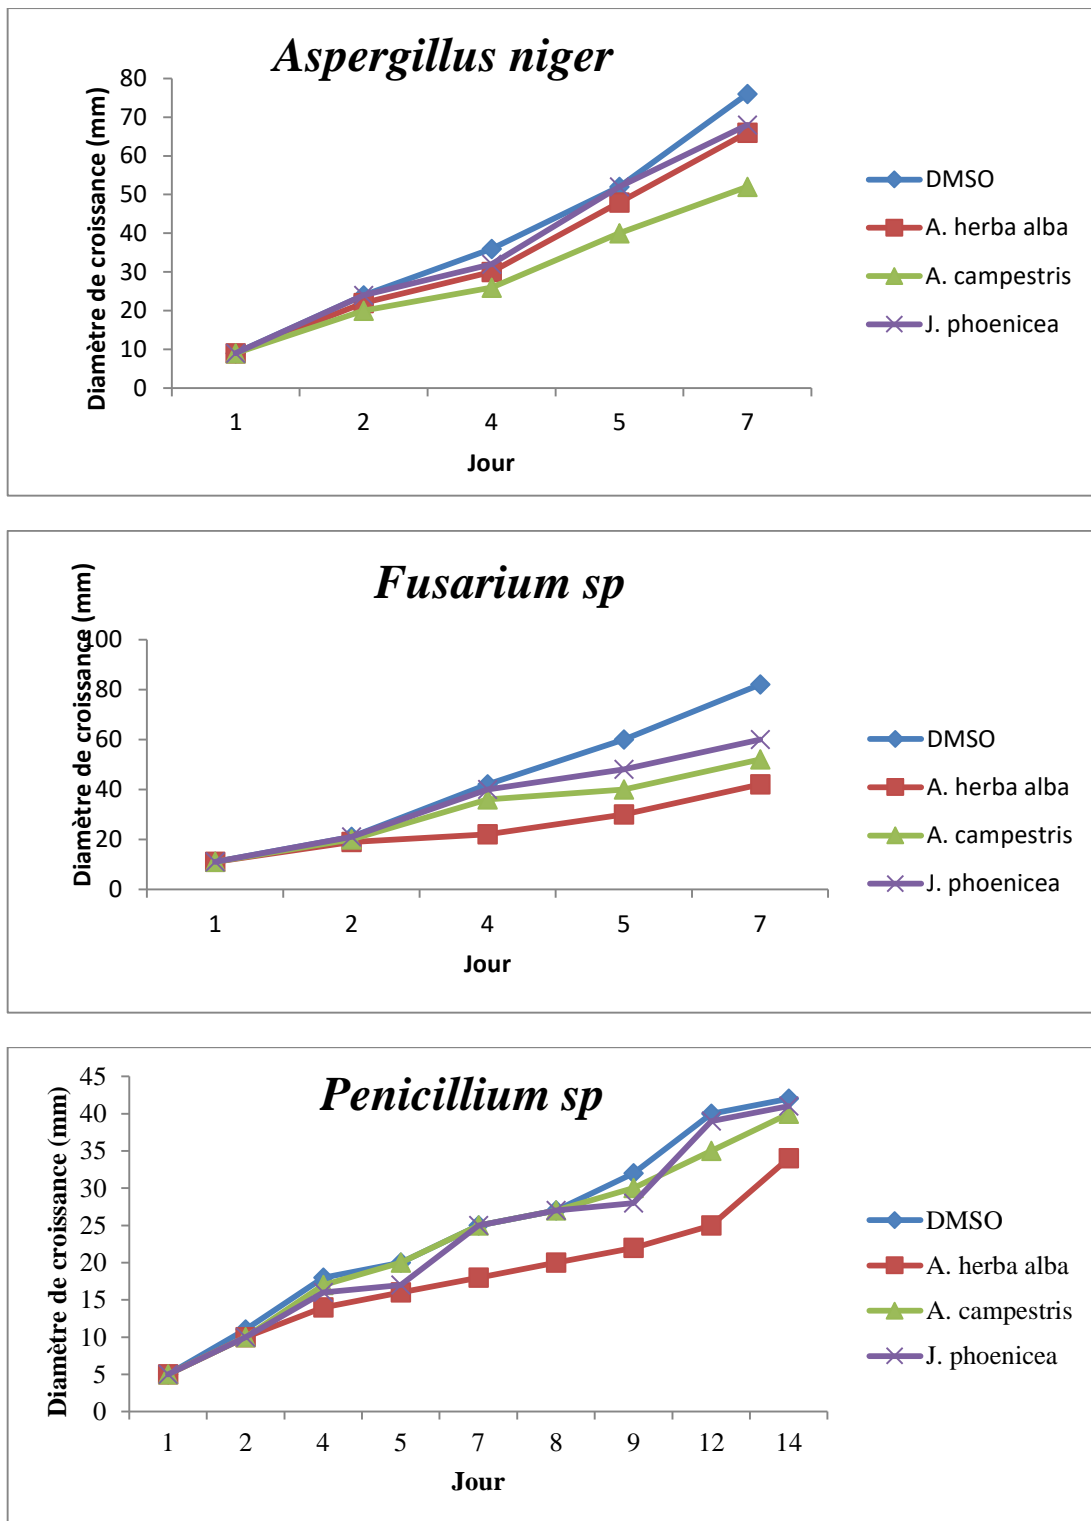 Aspergillus niger
Diamètre de croissance (mm)
80
70
60
50
40
30
20
10
0
1 2 4 5 7
Jour
DMSO
A. herba alba
A. campestris
J. phoenicea
Fusarium sp
Diamètre de croissance (mm)
100
80
60
40
20
0
1 2 4 5 7
Jour
DMSO
A. herba alba
A. campestris
J. phoenicea
Penicillium sp
Diamètre de croissance (mm)
45
40
35
30
25
20
15
10
5
0
1 2 4 5 7 8 9 12 14
Jour
DMSO
A. herba alba
A. campestris
J. phoenicea